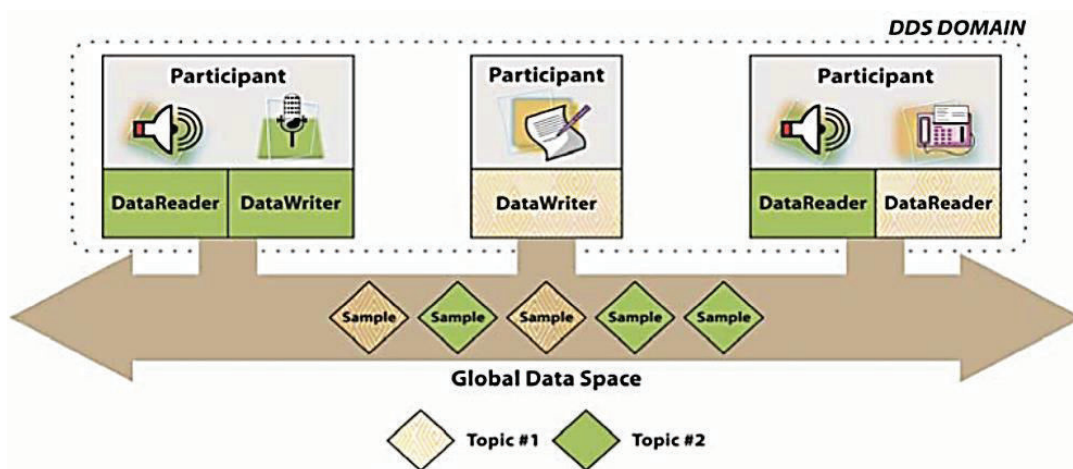 DDS DOMAIN
Participant
Participant
Participant
DataReader
DataWriter
DataWriter
DataReader
DataReader
Sample
Sample
Sample
Sample
Sample
Global Data Space
Topic #1
Topic #2